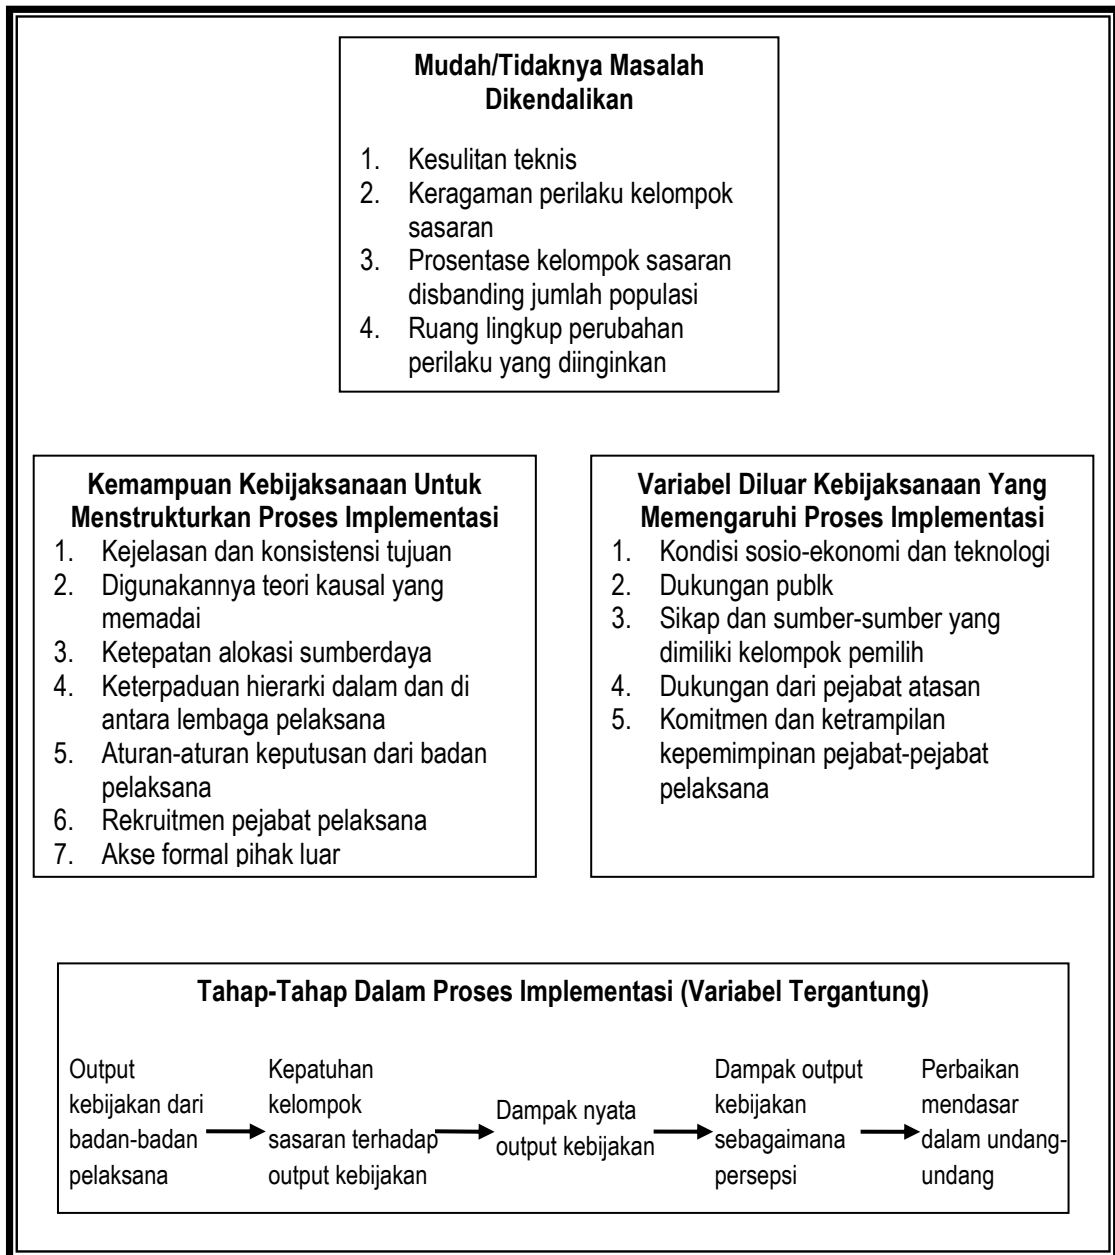 Mudah/Tidaknya Masalah
Dikendalikan
1. Kesulitan teknis
2. Keragaman perilaku kelompok
sasaran
3. Prosentase kelompok sasaran
disbanding jumlah populasi
4. Ruang lingkup perubahan
perilaku yang diinginkan
Kemampuan Kebijaksanaan Untuk
Menstrukturkan Proses Implementasi
1. Kejelasan dan konsistensi tujuan
2. Digunakannya teori kausal yang
memadai
3. Ketepatan alokasi sumberdaya
4. Keterpaduan hierarki dalam dan di
antara lembaga pelaksana
5. Aturan-aturan keputusan dari badan
pelaksana
6. Rekruitmen pejabat pelaksana
7. Akse formal pihak luar
Variabel Diluar Kebijaksanaan Yang
Memengaruhi Proses Implementasi
1. Kondisi sosio-ekonomi dan teknologi
2. Dukungan publk
3. Sikap dan sumber-sumber yang
dimiliki kelompok pemilih
4. Dukungan dari pejabat atasan
5. Komitmen dan ketrampilan
kepemimpinan pejabat-pejabat
pelaksana
Tahap-Tahap Dalam Proses Implementasi (Variabel Tergantung)
Output
kebijakan dari
badan-badan
pelaksana
Kepatuhan
kelompok
sasaran terhadap
output kebijakan
Dampak nyata
output kebijakan
Dampak output
kebijakan
sebagaimana
persepsi
Perbaikan
mendasar
dalam undang-
undang